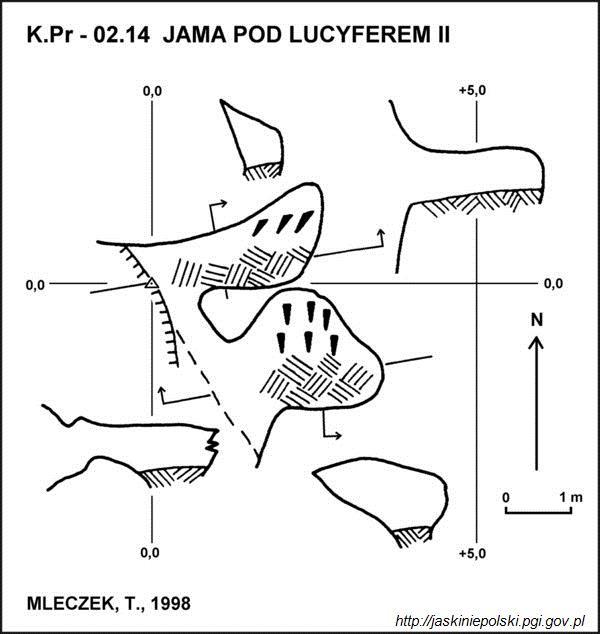 K.Pr - 02.14 JAMA POD LUCYFEREM II
0,0
+5,0
0,0
0,0
N
0
1 m
0,0
+5,0
MLECZEK, T., 1998
http://jaskiniepolski.pgi.gov.pl